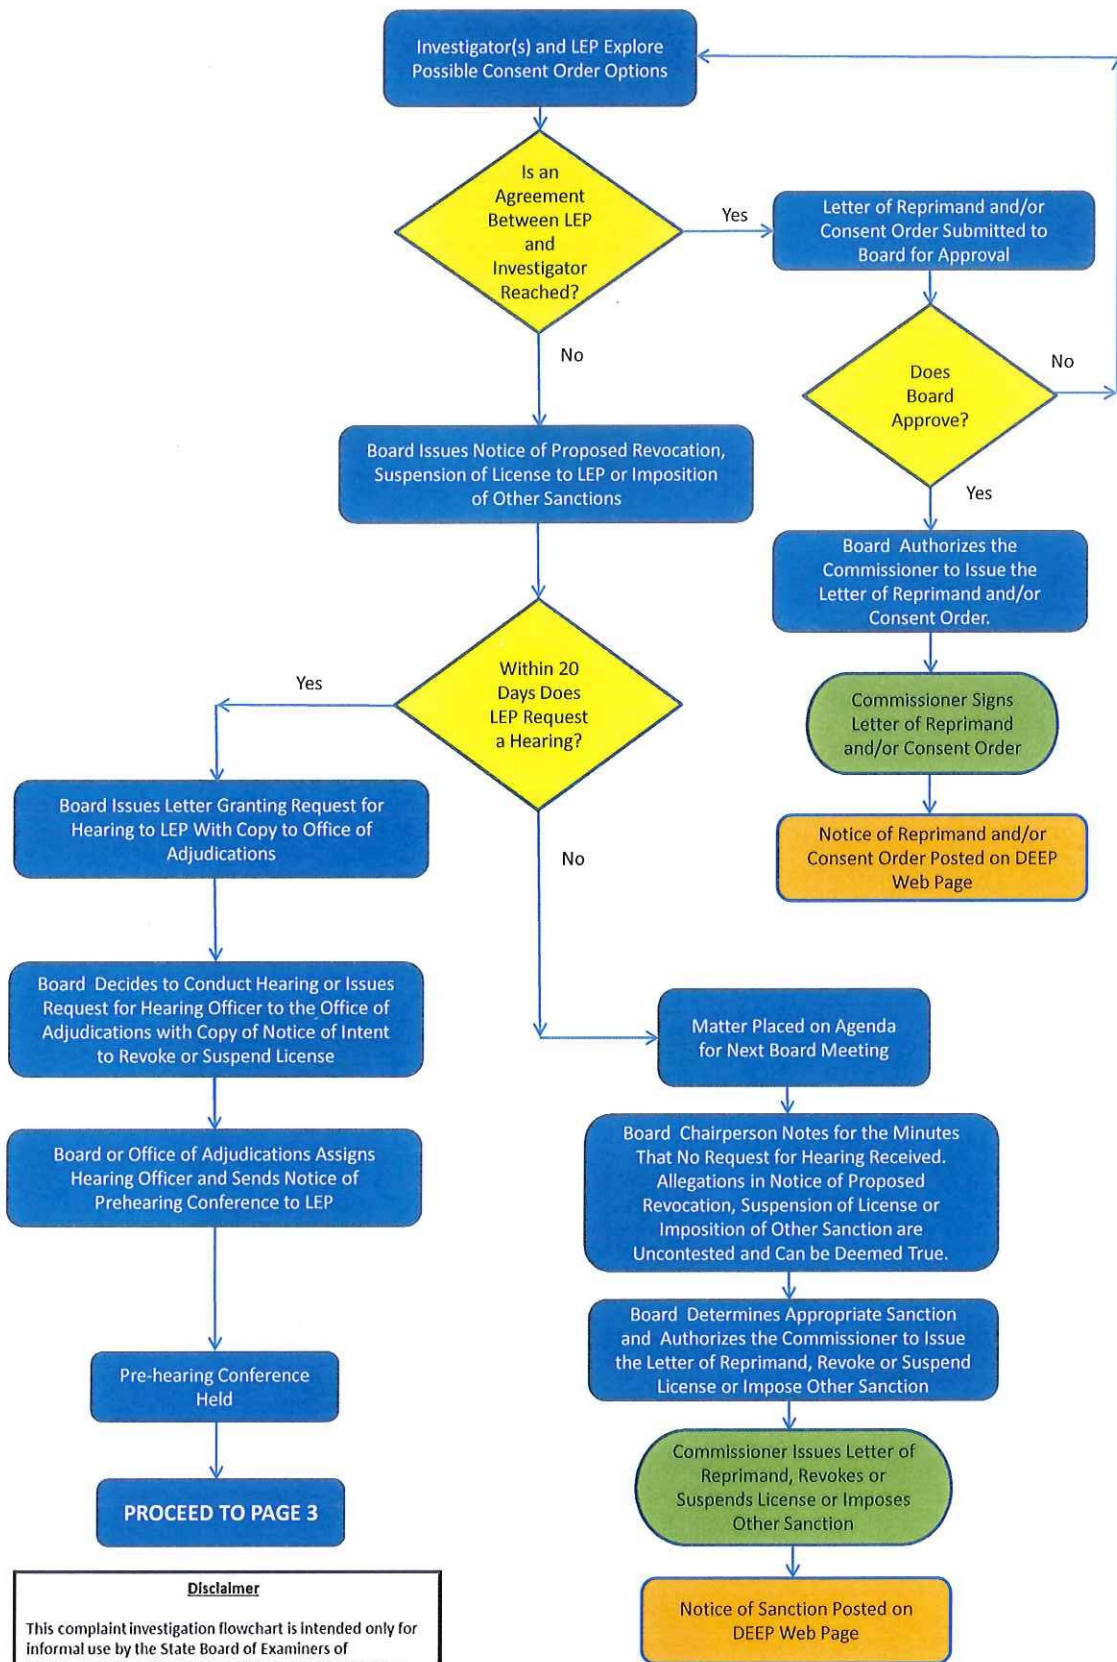 Investigator(s) and LEP Explore
Possible Consent Order Options
Is an
Agreement
Between LEP
and
Investigator
Reached?
Yes
Letter of Reprimand and/or
Consent Order Submitted to
Board for Approval
No
Does
Board
Approve?
No
Yes
Board Issues Notice of Proposed Revocation,
Suspension of License to LEP or Imposition
of Other Sanctions
Board  Authorizes the
Commissioner to Issue the
Letter of Reprimand and/or
Consent Order.
Commissioner Signs
Letter of Reprimand
and/or Consent Order
Notice of Reprimand and/or
Consent Order Posted on DEEP
Web Page
Within 20
Days Does
LEP Request
a Hearing?
Yes
No
Board Issues Letter Granting Request for
Hearing to LEP With Copy to Office of
Adjudications
Board  Decides to Conduct Hearing or Issues
Request for Hearing Officer to the Office of
Adjudications with Copy of Notice of Intent
to Revoke or Suspend License
Board or Office of Adjudications Assigns
Hearing Officer and Sends Notice of
Prehearing Conference to LEP
Pre-hearing Conference
Held
PROCEED TO PAGE 3
Matter Placed on Agenda
for Next Board Meeting
Board  Chairperson Notes for the Minutes
That No Request for Hearing Received.
Allegations in Notice of Proposed
Revocation, Suspension of License or
Imposition of Other Sanction are
Uncontested and Can be Deemed True.
Board  Determines Appropriate Sanction
and  Authorizes the Commissioner to Issue
the Letter of Reprimand, Revoke or Suspend
License or Impose Other Sanction
Commissioner Issues Letter of
Reprimand, Revokes or
Suspends License or Imposes
Other Sanction
Notice of Sanction Posted on
DEEP Web Page
Disclaimer
This complaint investigation flowchart is intended only for
informal use by the State Board of Examiners of